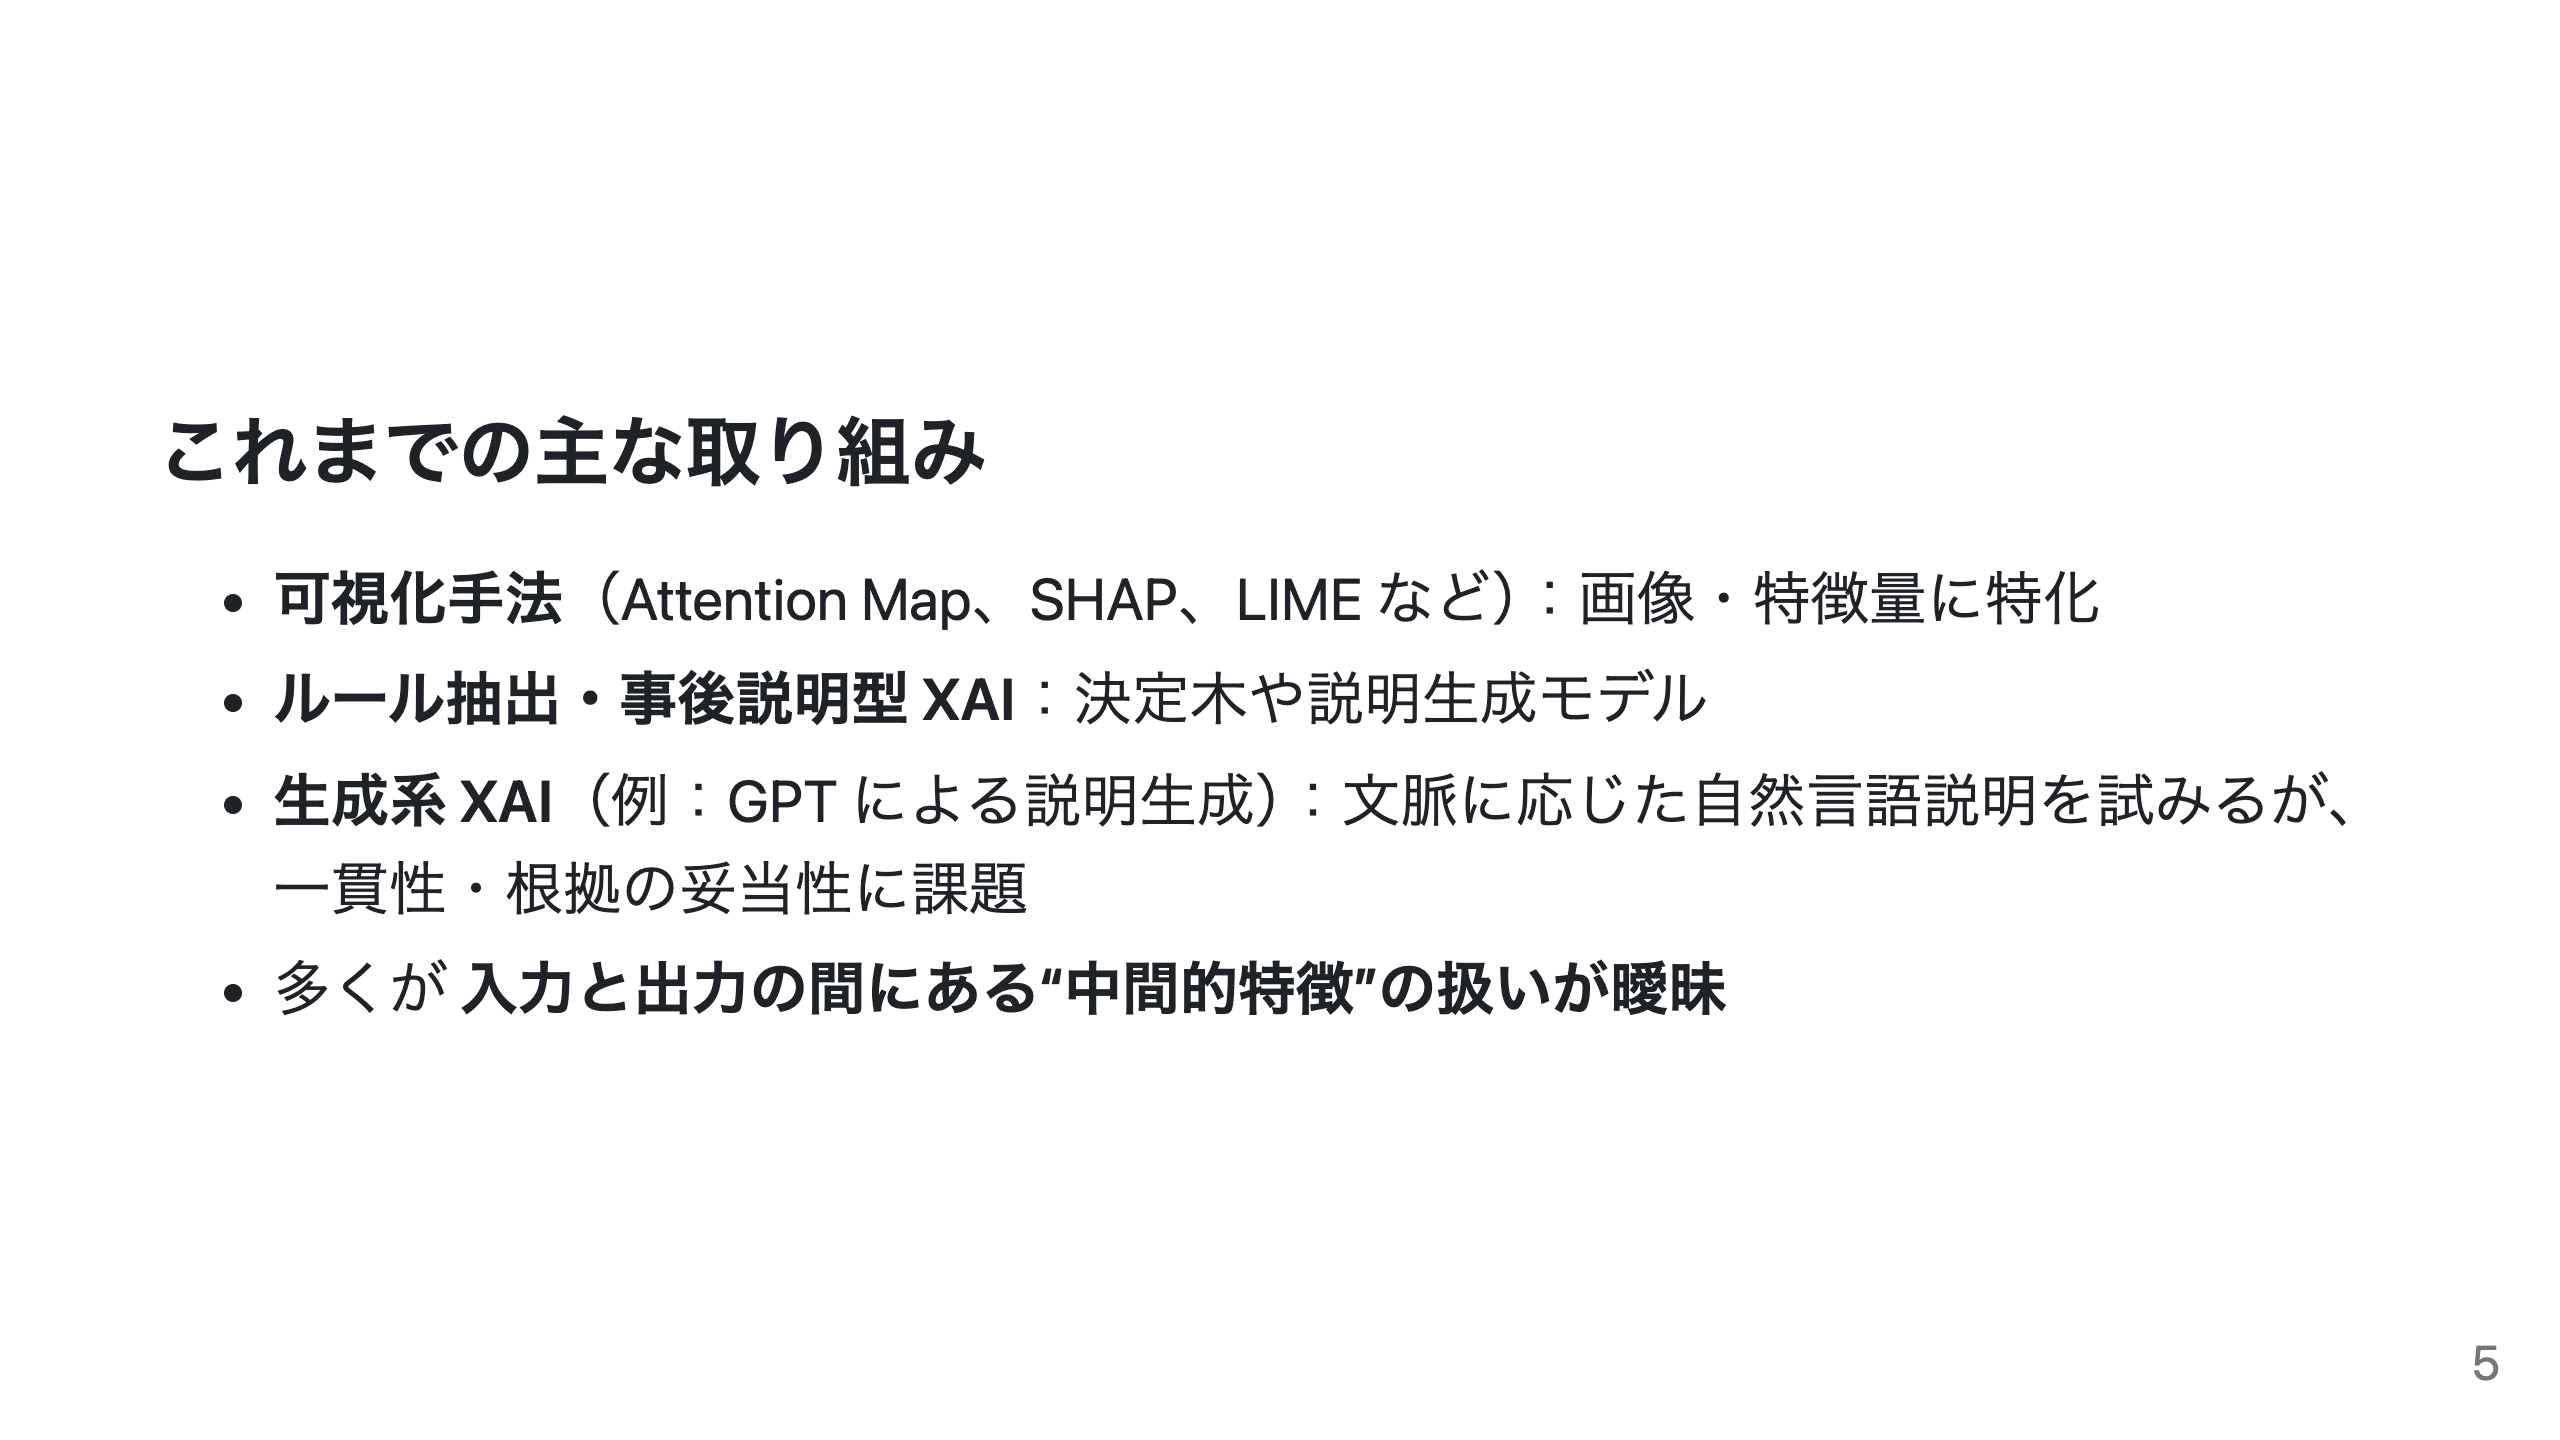 これまでの主な取り組み
• 可視化手法（Attention Map、SHAP、LIME など）：画像・特徴量に特化
• ルール抽出・事後説明型 XAI：決定木や説明生成モデル
• 生成系 XAI（例：GPT による説明生成）：文脈に応じた自然言語説明を試みるが、
一貫性・根拠の妥当性に課題
• 多くが 入力と出力の間にある“中間的特徴”の扱いが曖昧
5